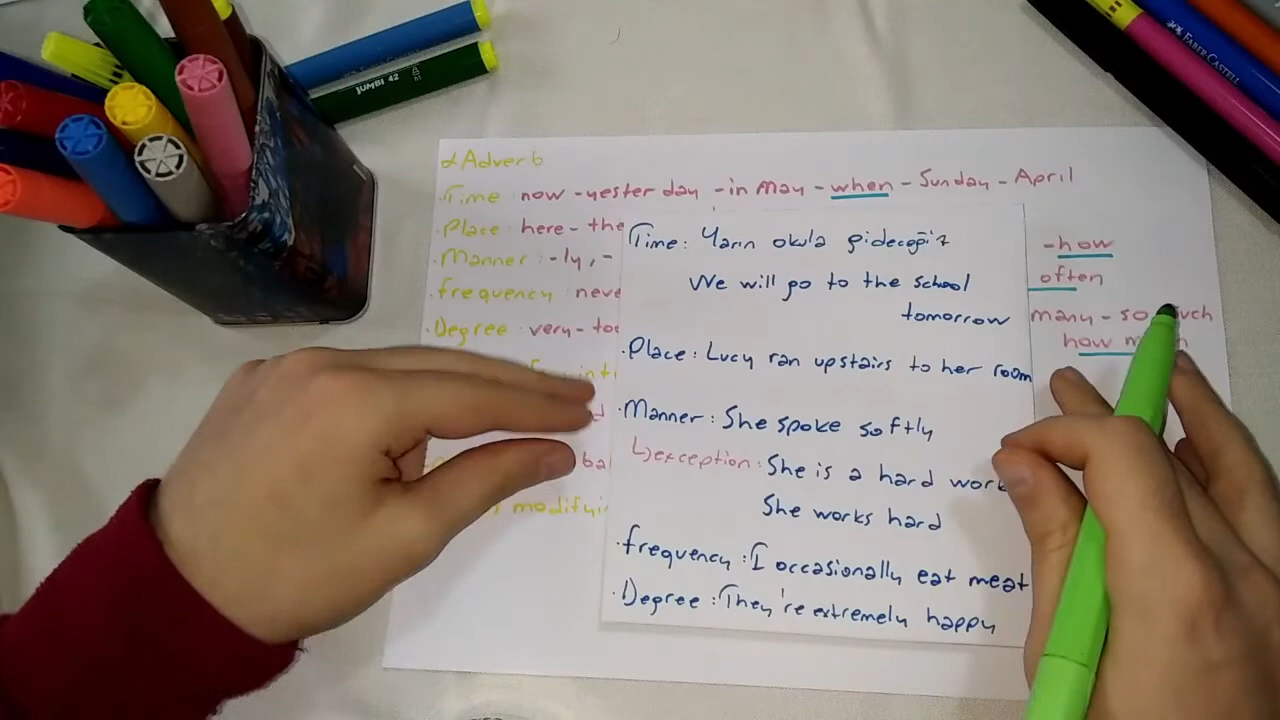 JUMBI 42
FABER CASTELL
Adverb
Time: now - yesterday - in May - when - Sunday - April
Place: here - the
- how
Manner: -ly, -
often
frequency: neve
Degree: very - too
many - so much
how much
Time: Yarın okula gideceğiz
We will go to the school
tomorrow
Place: Lucy ran upstairs to her room
Manner: She spoke softly
exception: She is a hard work
She works hard
frequency: I occasionally eat meat
Degree: They're extremely happy
modifyi